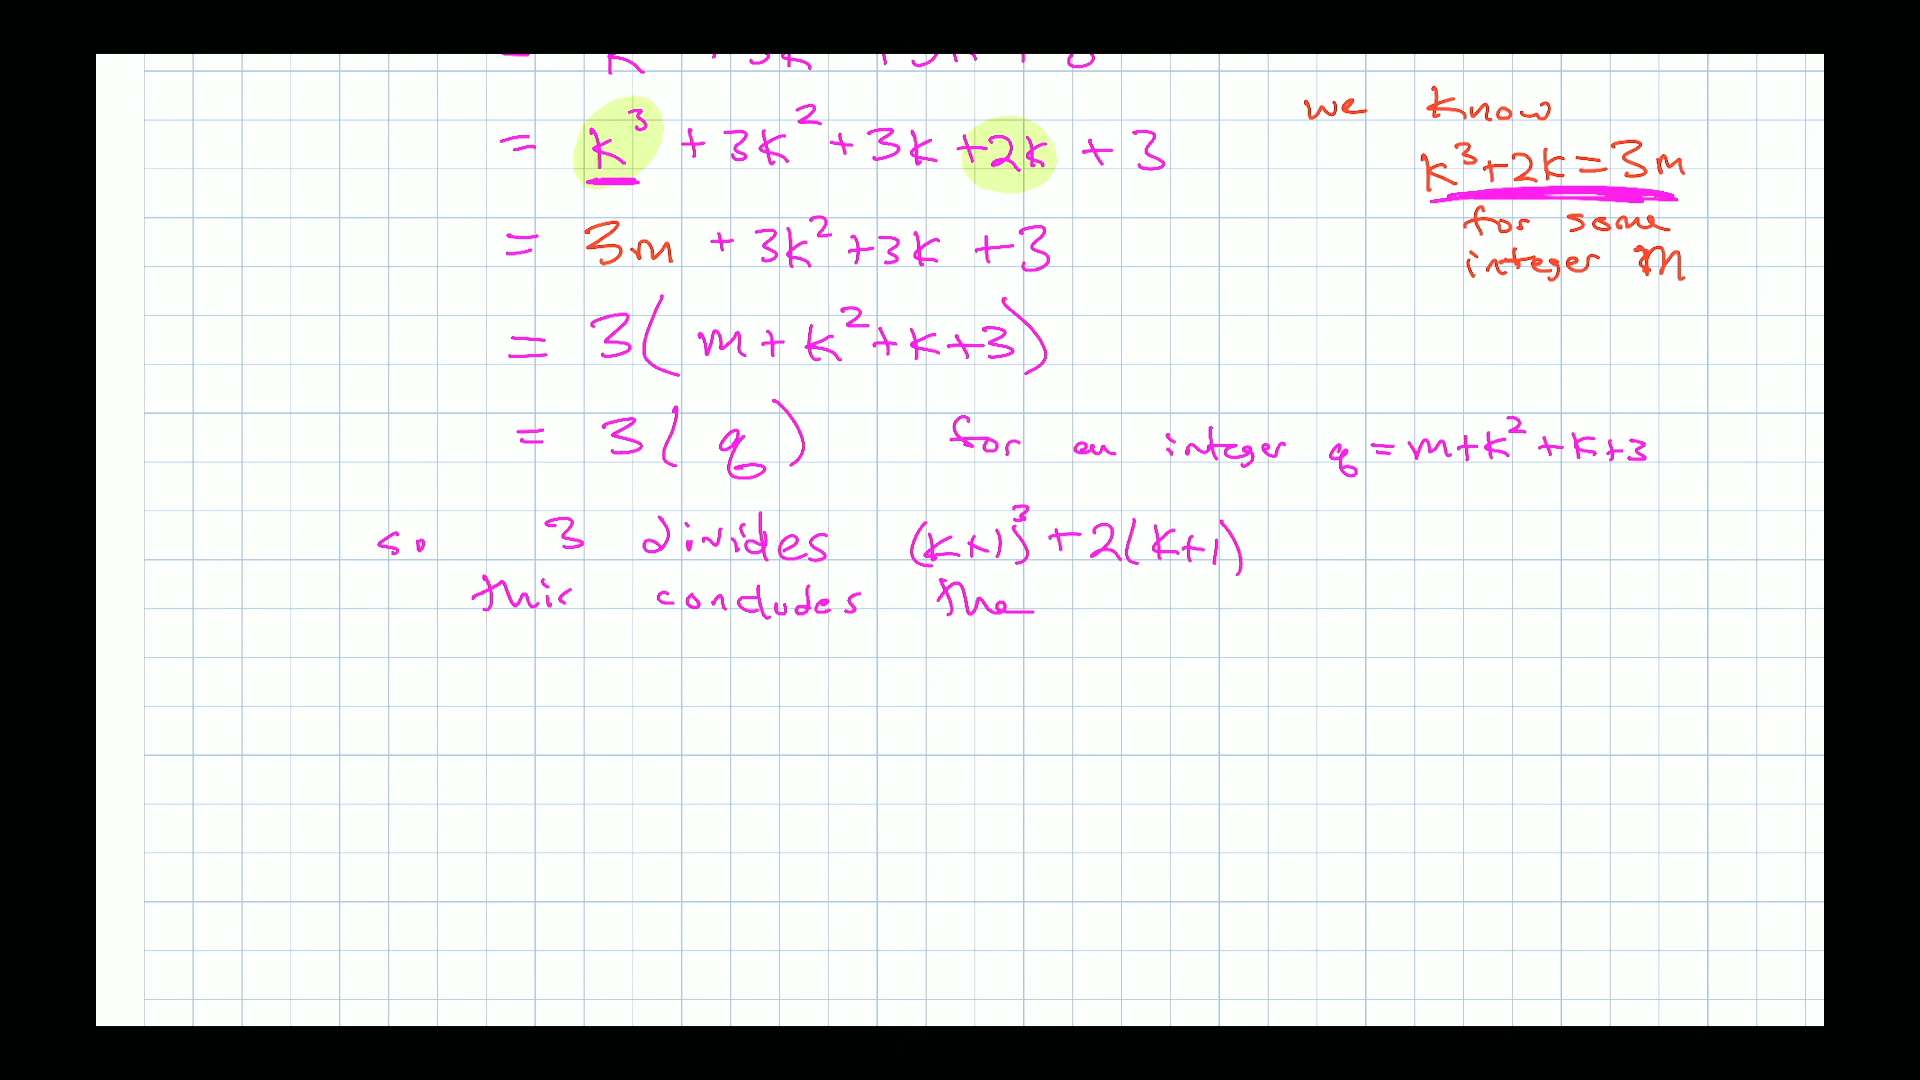 = k³ + 3k² + 3k + 2k + 3
we know
k³+2k=3m
for some
integer m
= 3m + 3k² + 3k + 3
= 3( m + k² + k + 3 )
= 3( q ) for an integer q = m + k² + k + 3
so 3 divides (k+1)³ + 2(k+1)
this concludes the